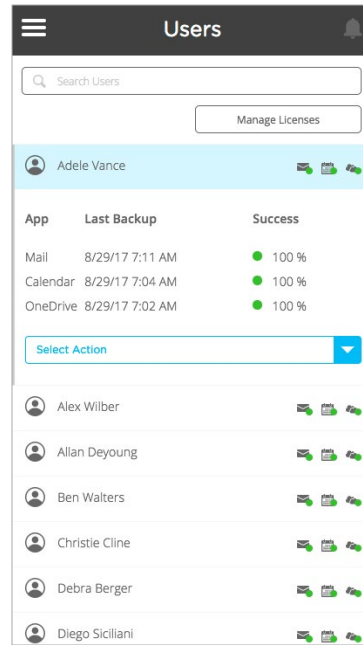 Users
Search Users
Manage Licenses
Adele Vance
App Last Backup Success
Mail 8/29/17 7:11 AM 100 %
Calendar 8/29/17 7:04 AM 100 %
OneDrive 8/29/17 7:02 AM 100 %
Select Action
Alex Wilber
Allan Deyoung
Ben Walters
Christie Cline
Debra Berger
Diego Siciliani